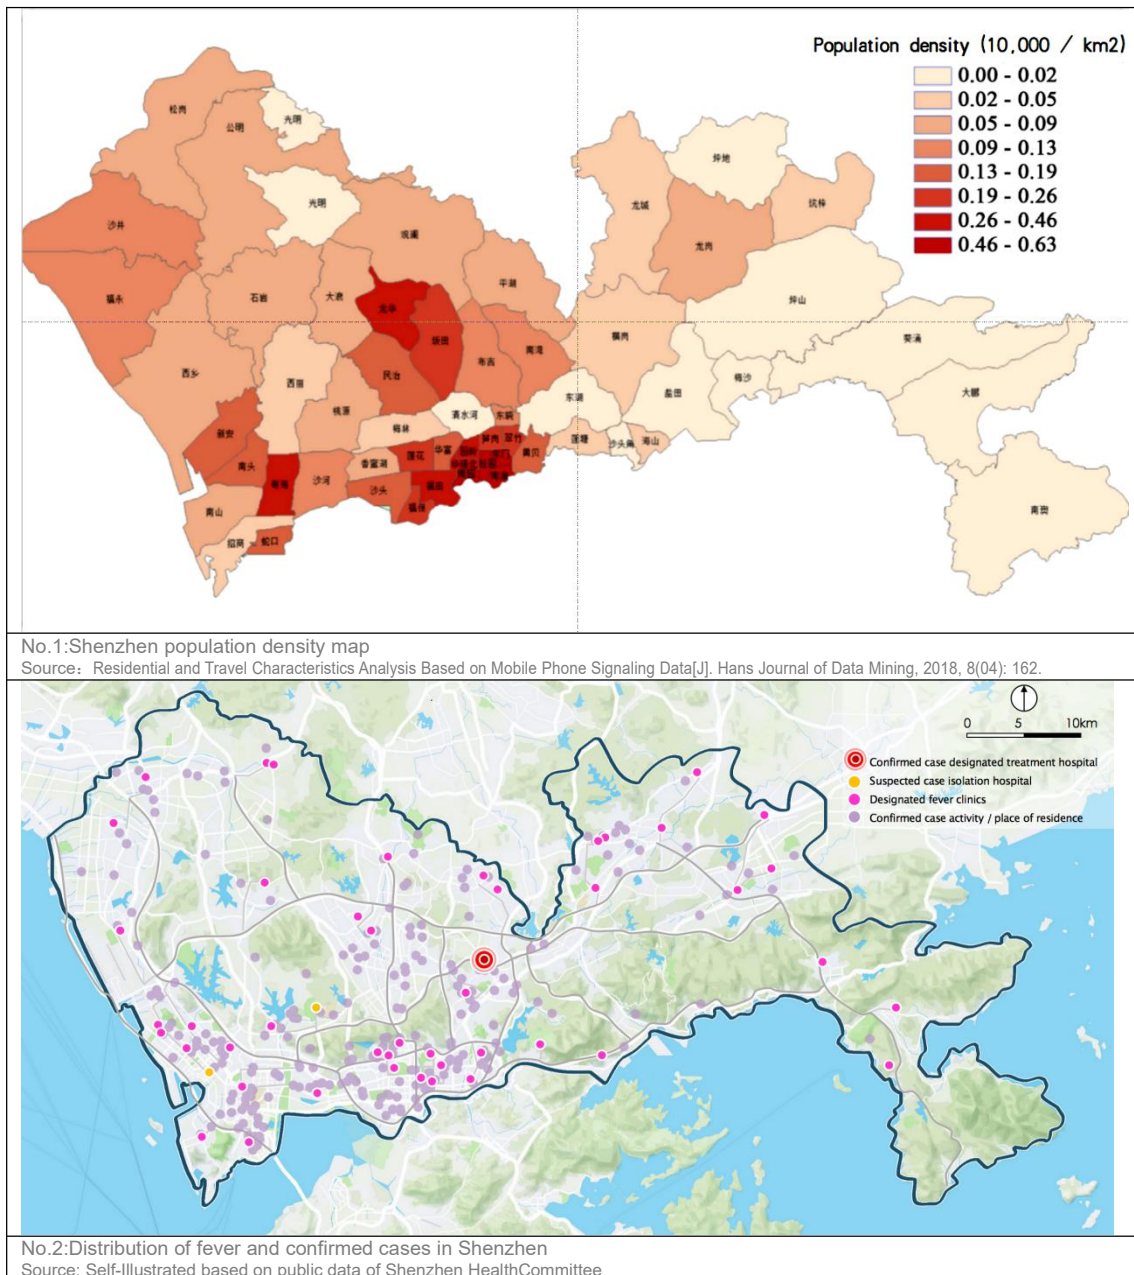 Population density (10,000 / km2)
0.00 - 0.02
0.02 - 0.05
0.05 - 0.09
0.09 - 0.13
0.13 - 0.19
0.19 - 0.26
0.26 - 0.46
0.46 - 0.63
松岗
公明
光明
沙井
光明
观澜
福永
石岩
大浪
平湖
龙华
坂田
民治
布吉
南湾
西乡
西丽
桃源
新安
南头
粤海
沙河
南山
招商
蛇口
梅林
清水河
东晓
香蜜湖
莲花
华富
笋岗
翠竹
黄贝
沙头
福田
福保
东湖
莲塘
沙头角
海山
盐田
梅沙
横岗
龙城
龙岗
坪地
坑梓
坪山
葵涌
大鹏
南澳
No.1:Shenzhen population density map
Source： Residential and Travel Characteristics Analysis Based on Mobile Phone Signaling Data[J]. Hans Journal of Data Mining, 2018, 8(04): 162.
0 5 10km
Confirmed case designated treatment hospital
Suspected case isolation hospital
Designated fever clinics
Confirmed case activity / place of residence
No.2:Distribution of fever and confirmed cases in Shenzhen
Source: Self-Illustrated based on public data of Shenzhen HealthCommittee